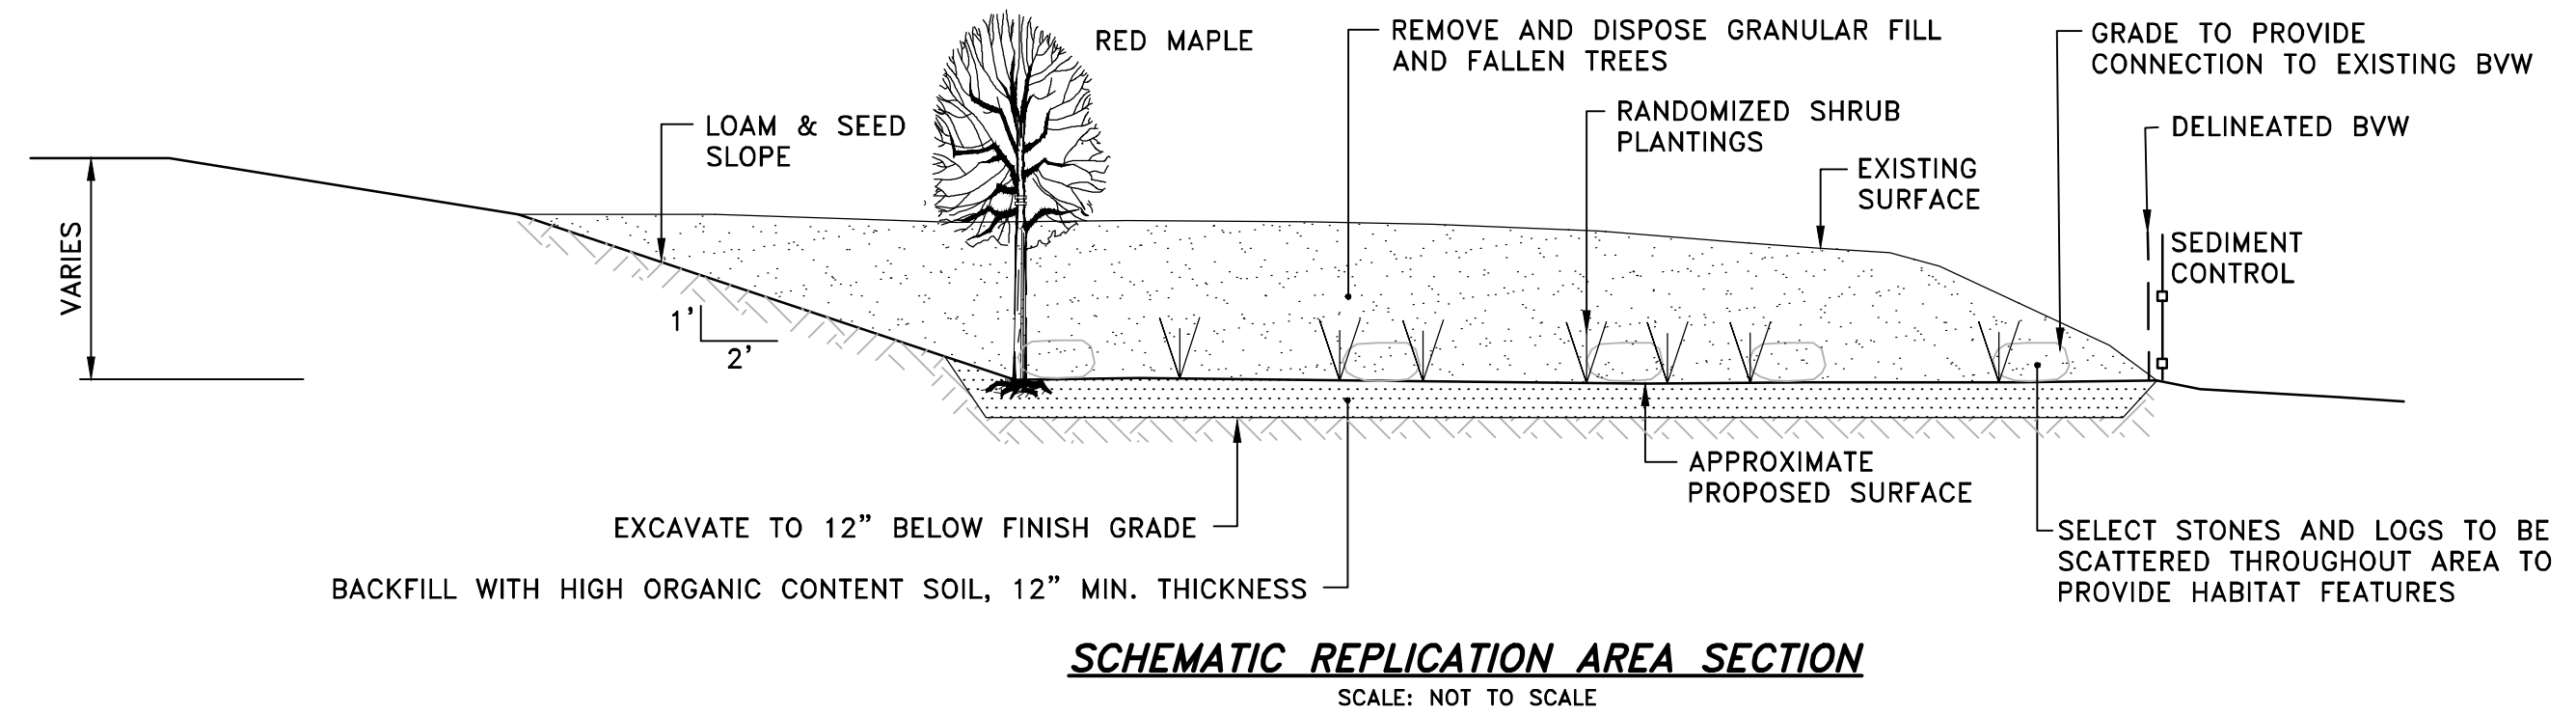 RED MAPLE
REMOVE AND DISPOSE GRANULAR FILL
AND FALLEN TREES
GRADE TO PROVIDE
CONNECTION TO EXISTING BVW
LOAM & SEED
SLOPE
RANDOMIZED SHRUB
PLANTINGS
DELINEATED BVW
EXISTING
SURFACE
VARIES
SEDIMENT
CONTROL
1'
2'
APPROXIMATE
PROPOSED SURFACE
EXCAVATE TO 12" BELOW FINISH GRADE
BACKFILL WITH HIGH ORGANIC CONTENT SOIL, 12" MIN. THICKNESS
SELECT STONES AND LOGS TO BE
SCATTERED THROUGHOUT AREA TO
PROVIDE HABITAT FEATURES
SCHEMATIC REPLICATION AREA SECTION
SCALE: NOT TO SCALE